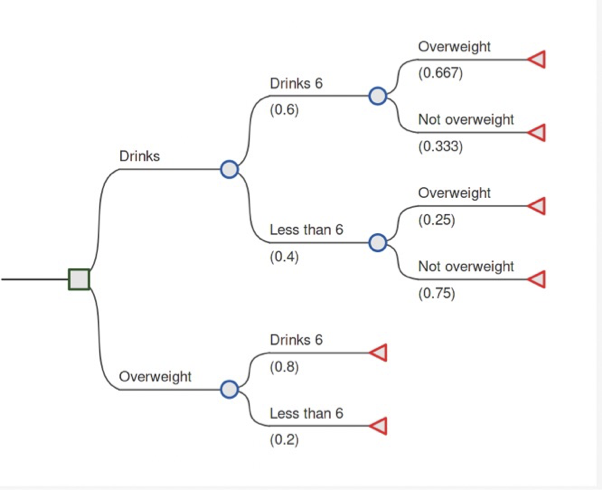 Overweight
(0.667)
Drinks 6
(0.6)
Not overweight
(0.333)
Drinks
Overweight
(0.25)
Less than 6
(0.4)
Not overweight
(0.75)
Drinks 6
(0.8)
Overweight
Less than 6
(0.2)